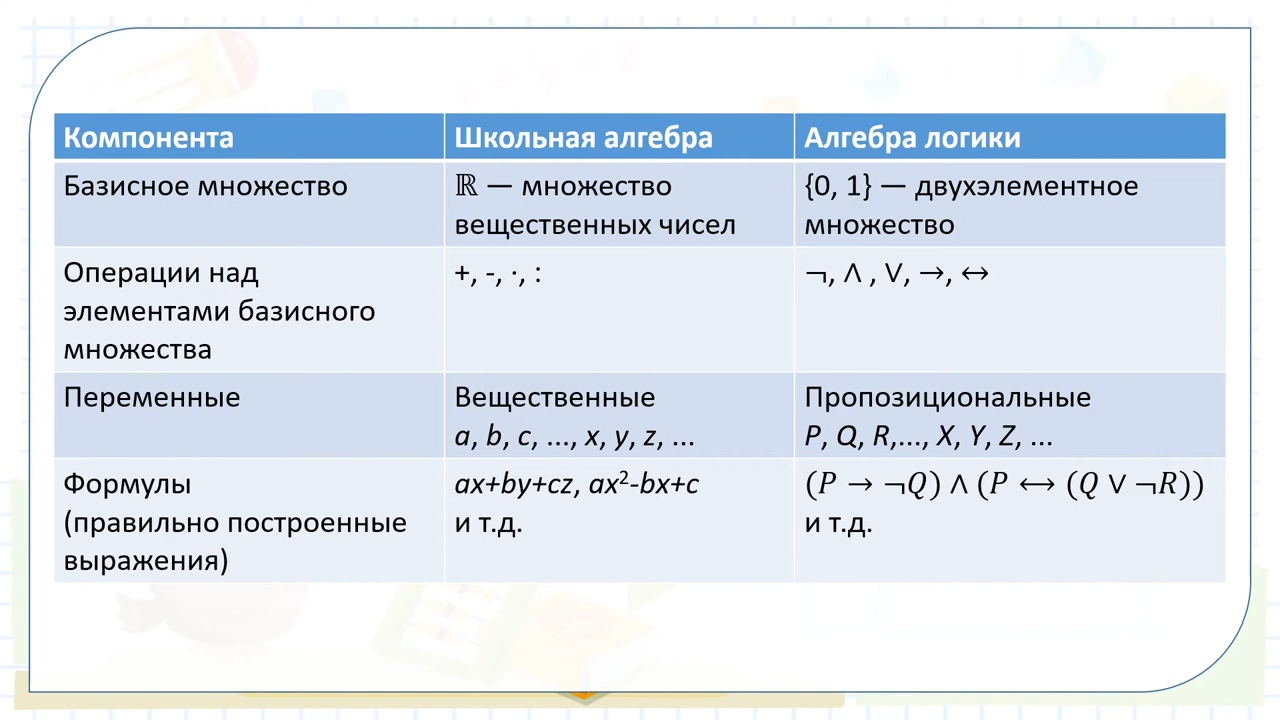 Компонента
Школьная алгебра
Алгебра логики
Базисное множество
ℝ — множество
вещественных чисел
{0, 1} — двухэлементное
множество
Операции над
элементами базисного
множества
+, -, ·, :
¬, ∧ , ∨, →, ↔
Переменные
Вещественные
a, b, c, ..., x, y, z, ...
Пропозициональные
P, Q, R,..., X, Y, Z, ...
Формулы
(правильно построенные
выражения)
ax+by+cz, ax²-bx+c
и т.д.
(P → ¬Q) ∧ (P ↔ (Q ∨ ¬R))
и т.д.